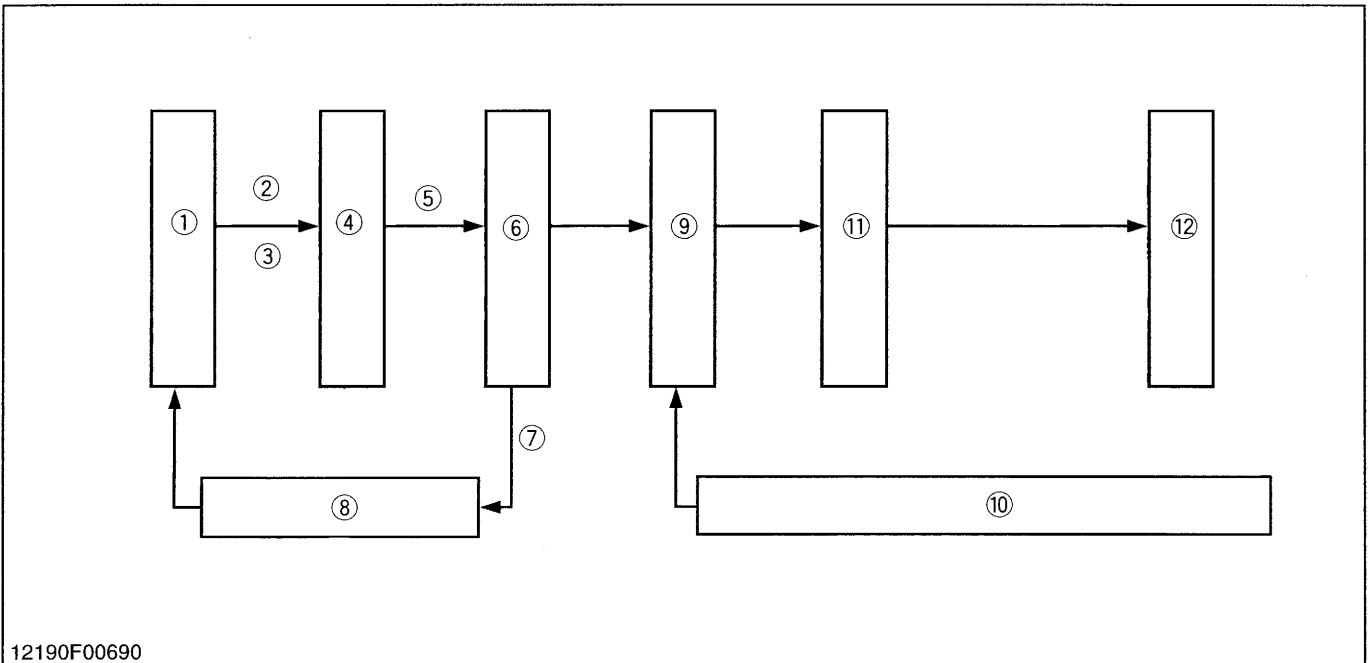 ②
⑤
① ④ ⑥ ⑨ ⑪ ⑫
③
⑦
⑧ ⑩
12190F00690